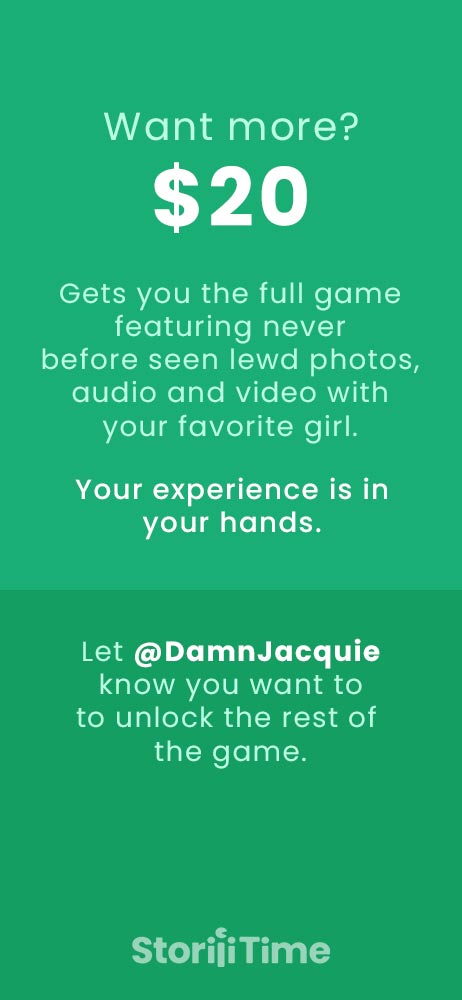 Want more?
$20
Gets you the full game
featuring never
before seen lewd photos,
audio and video with
your favorite girl.
Your experience is in
your hands.
Let @DamnJacquie
know you want to
to unlock the rest of
the game.
StorijiTime